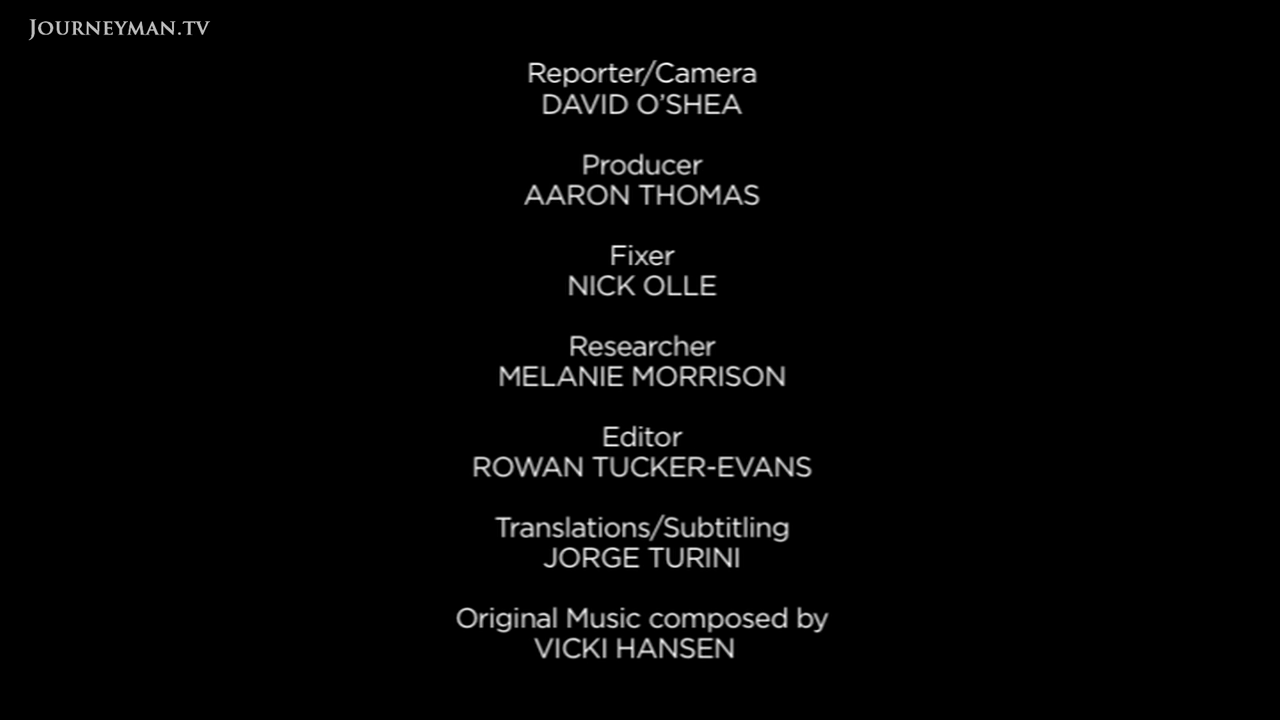 JOURNEYMAN.TV
Reporter/Camera
DAVID O’SHEA
Producer
AARON THOMAS
Fixer
NICK OLLE
Researcher
MELANIE MORRISON
Editor
ROWAN TUCKER-EVANS
Translations/Subtitling
JORGE TURINI
Original Music composed by
VICKI HANSEN